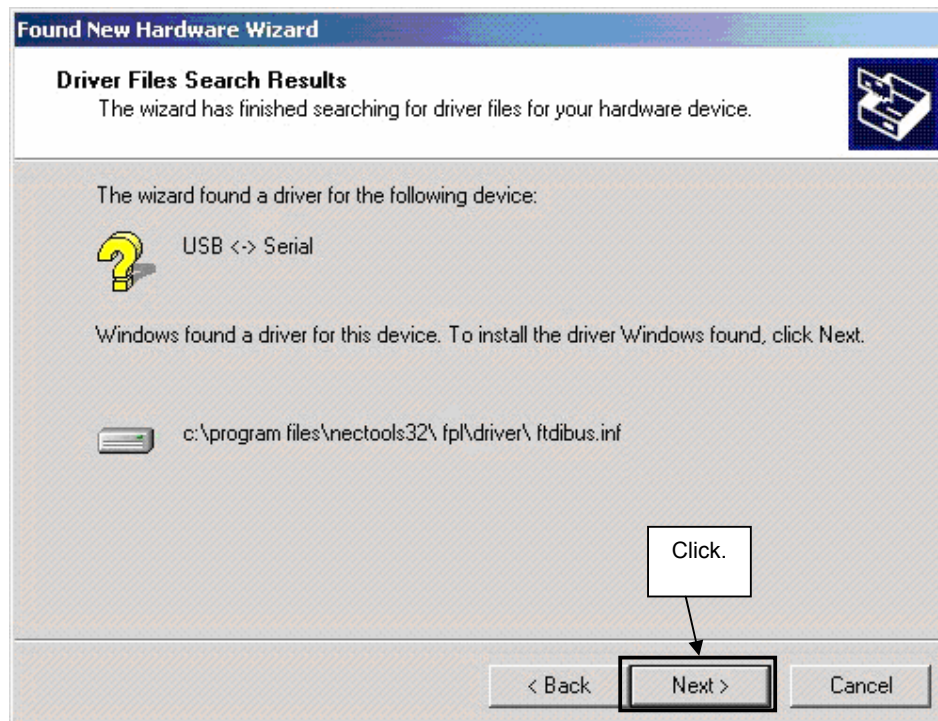 Found New Hardware Wizard
Driver Files Search Results
The wizard has finished searching for driver files for your hardware device.
The wizard found a driver for the following device:
USB <-> Serial
Windows found a driver for this device. To install the driver Windows found, click Next.
c:\program files\nectools32\ fpl\driver\ ftdibus.inf
Click.
< Back
Next >
Cancel